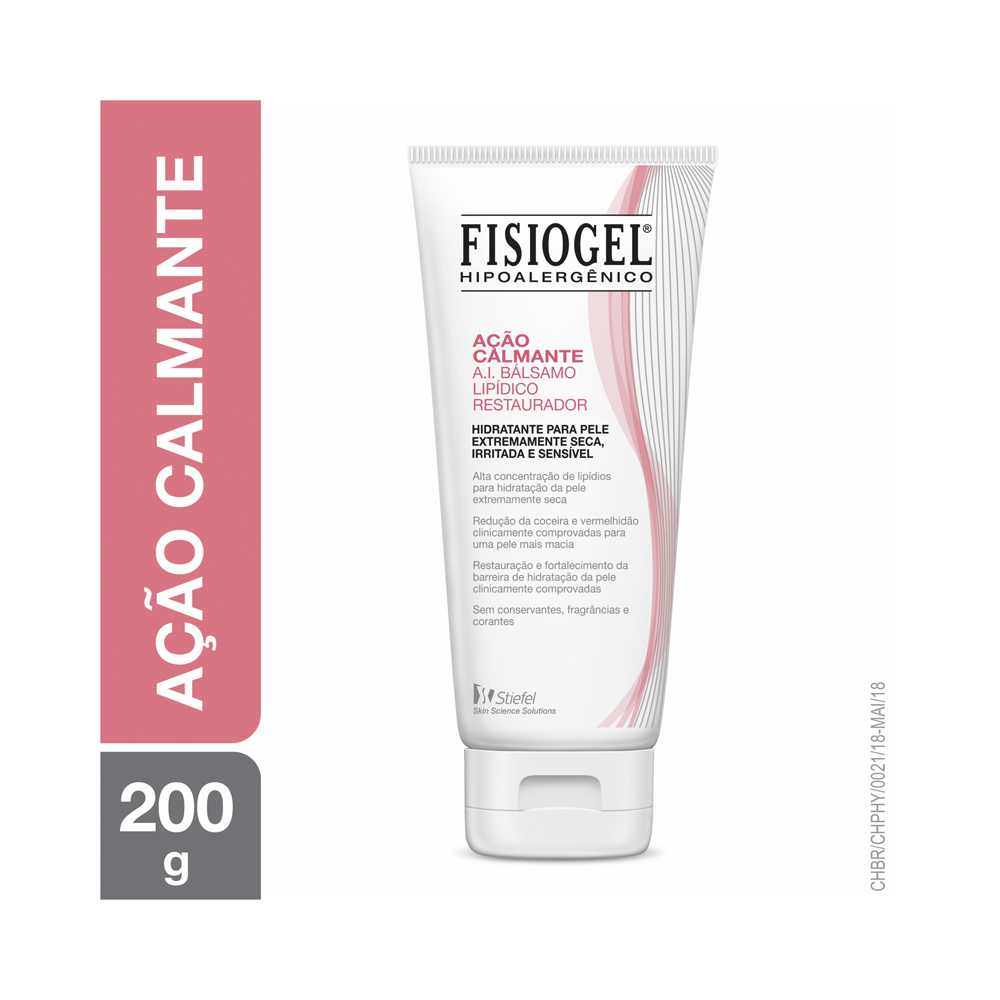 AÇÃO CALMANTE
200
g
FISIOGEL®
HIPOALERGÊNICO
AÇÃO
CALMANTE
A.I. BÁLSAMO
LIPÍDICO
RESTAURADOR
HIDRATANTE PARA PELE
EXTREMAMENTE SECA,
IRRITADA E SENSÍVEL
Alta concentração de lipídios
para hidratação da pele
extremamente seca
Redução da coceira e vermelhidão
clinicamente comprovadas para
uma pele mais macia
Restauração e fortalecimento da
barreira de hidratação da pele
clinicamente comprovadas
Sem conservantes, fragrâncias e
corantes
Stiefel
Skin Science Solutions
CHBR/CHPHY/0021/18-MAI/18